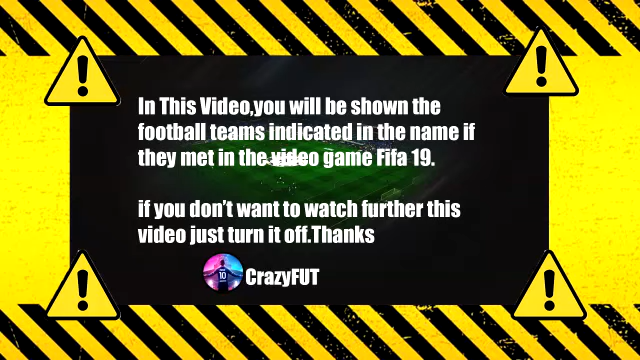 In This Video,you will be shown the
football teams indicated in the name if
they met in the video game Fifa 19.
if you don't want to watch further this
video just turn it off.Thanks
10
CrazyFUT